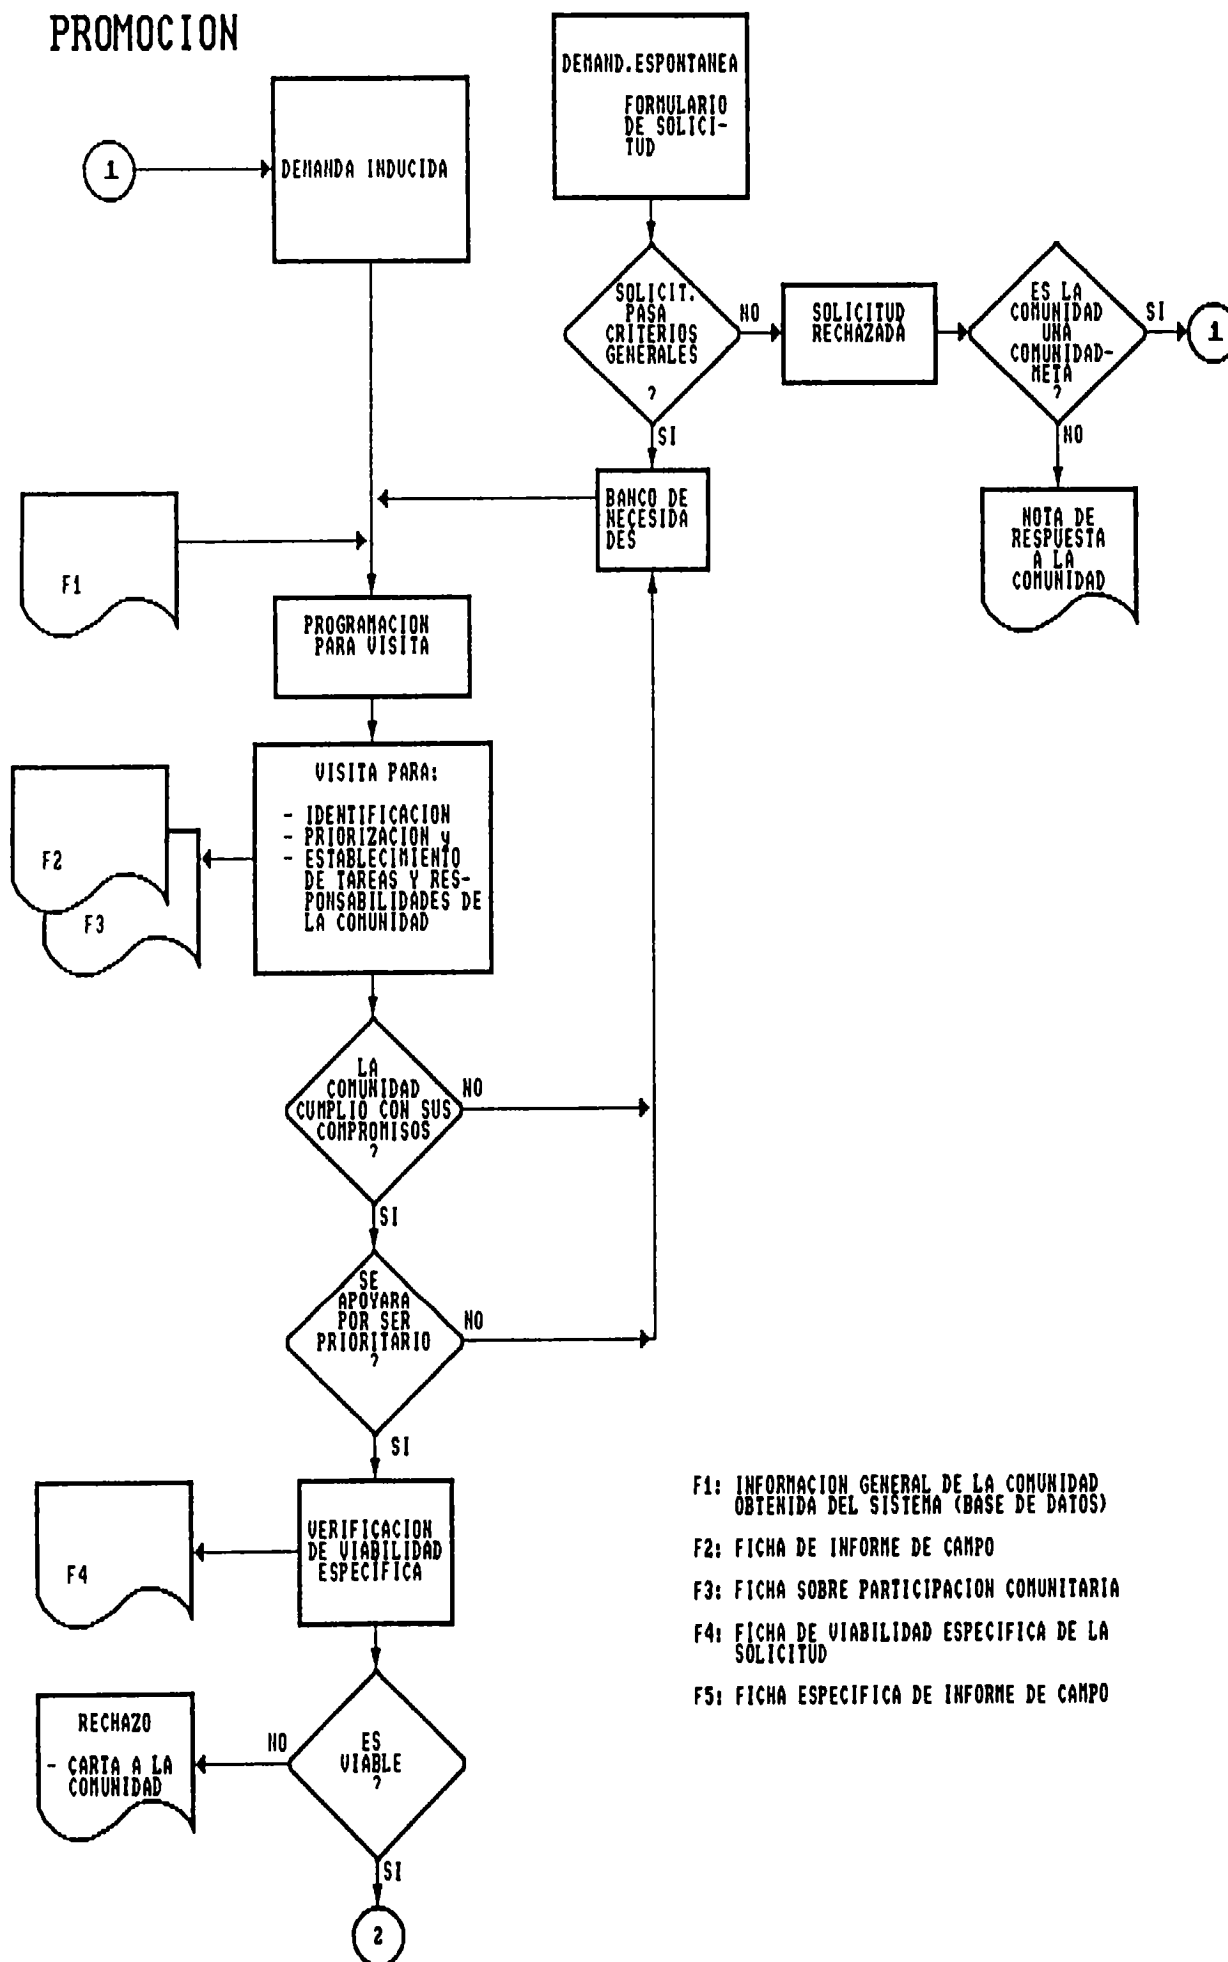 PROMOCION
DEMAND.ESPONTANEA
FORMULARIO
DE SOLICI-
TUD
1
DEMANDA INDUCIDA
SOLICIT.
PASA
CRITERIOS
GENERALES
?
NO
SOLICITUD
RECHAZADA
ES LA
COMUNIDAD
UNA
COMUNIDAD-
META
?
SI
1
SI
NO
BANCO DE
NECESIDA
DES
NOTA DE
RESPUESTA
A LA
COMUNIDAD
F1
PROGRAMACION
PARA VISITA
VISITA PARA:
- IDENTIFICACION
- PRIORIZACION y
- ESTABLECIMIENTO
DE TAREAS Y RES-
PONSABILIDADES DE
LA COMUNIDAD
F2
F3
LA
COMUNIDAD
CUMPLIO CON SUS
COMPROMISOS
?
NO
SI
SE
APOYARA
POR SER
PRIORITARIO
?
NO
SI
VERIFICACION
DE VIABILIDAD
ESPECIFICA
F4
RECHAZO
- CARTA A LA
COMUNIDAD
NO
ES
VIABLE
?
SI
2
F1: INFORMACION GENERAL DE LA COMUNIDAD
OBTENIDA DEL SISTEMA (BASE DE DATOS)
F2: FICHA DE INFORME DE CAMPO
F3: FICHA SOBRE PARTICIPACION COMUNITARIA
F4: FICHA DE VIABILIDAD ESPECIFICA DE LA
SOLICITUD
F5: FICHA ESPECIFICA DE INFORME DE CAMPO